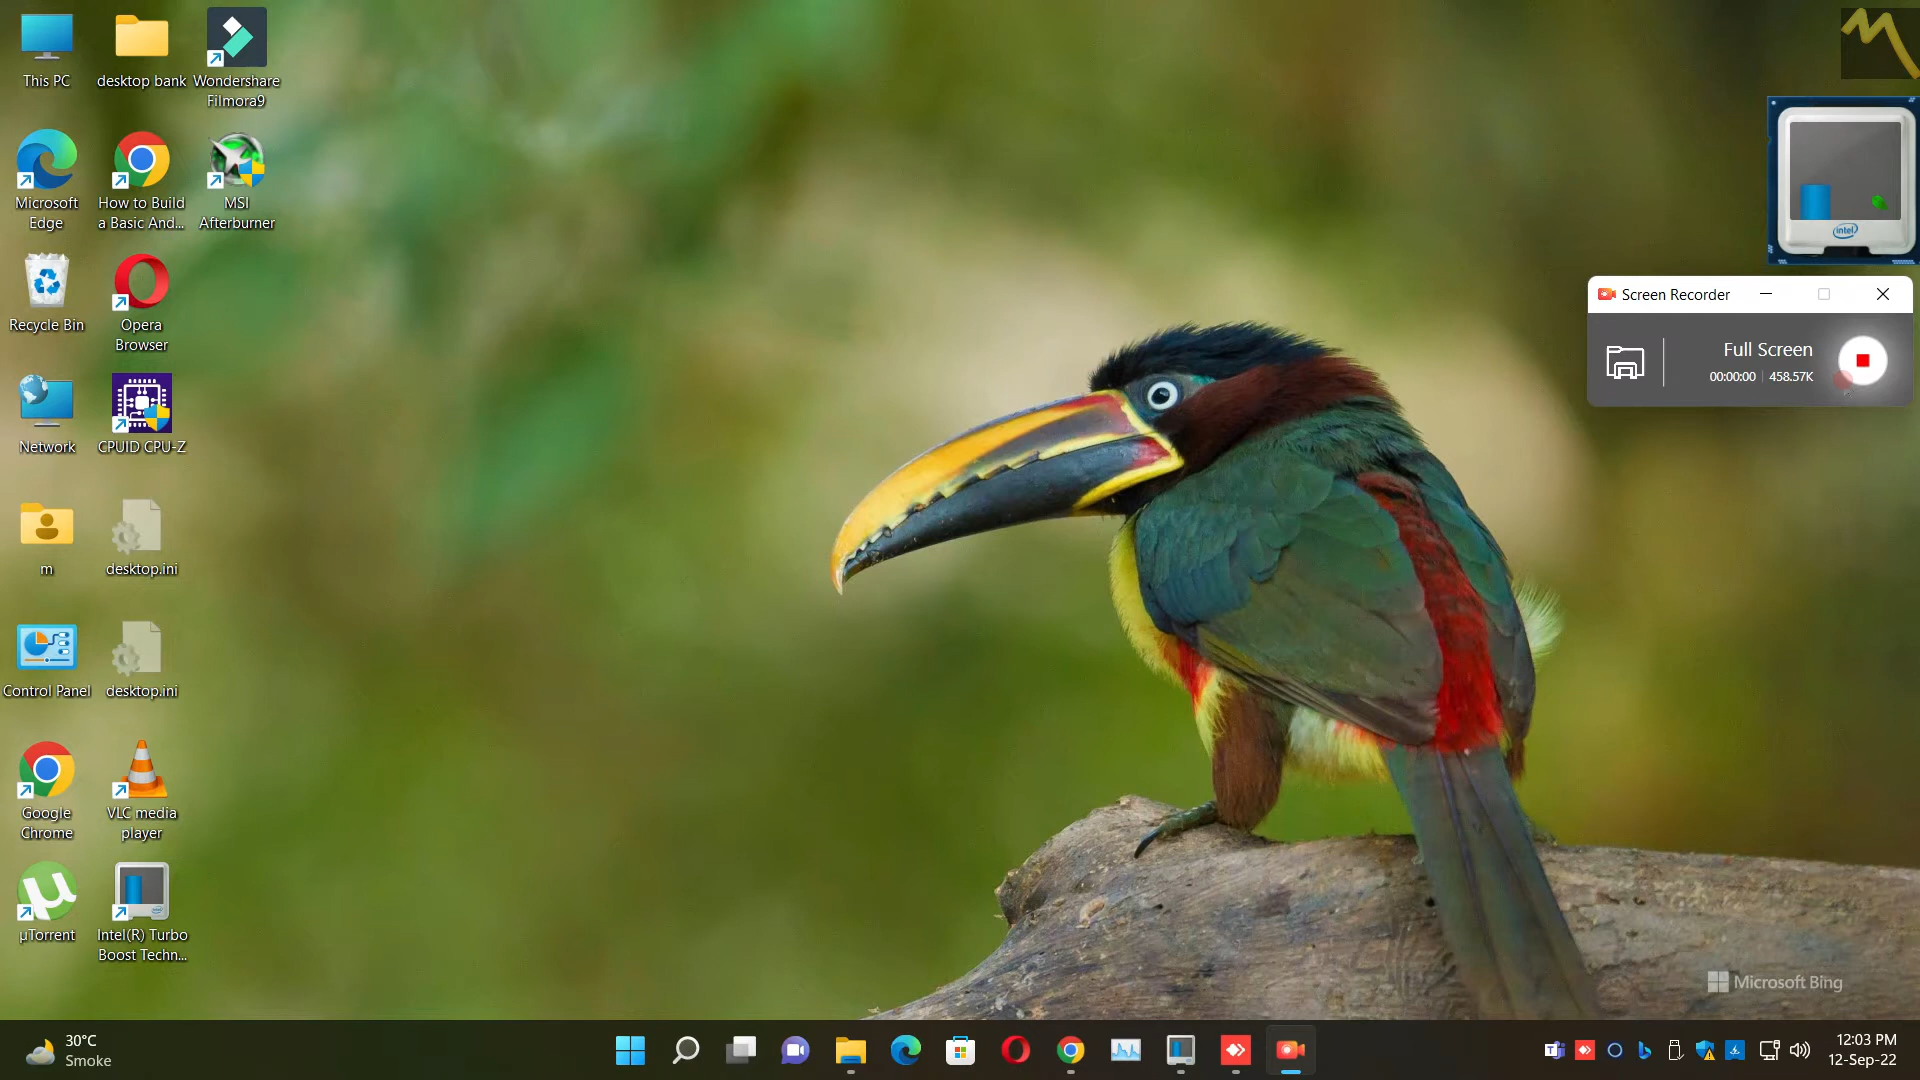 This PC
desktop bank
Wondershare
Filmora9
Microsoft
Edge
How to Build
a Basic And...
MSI
Afterburner
Recycle Bin
Opera
Browser
Network
CPUID CPU-Z
m
desktop.ini
Control Panel
desktop.ini
Google
Chrome
VLC media
player
µTorrent
Intel(R) Turbo
Boost Techn...
intel
Screen Recorder
Full Screen
00:00:00 458.57K
Microsoft Bing
30°C
Smoke
12:03 PM
12-Sep-22